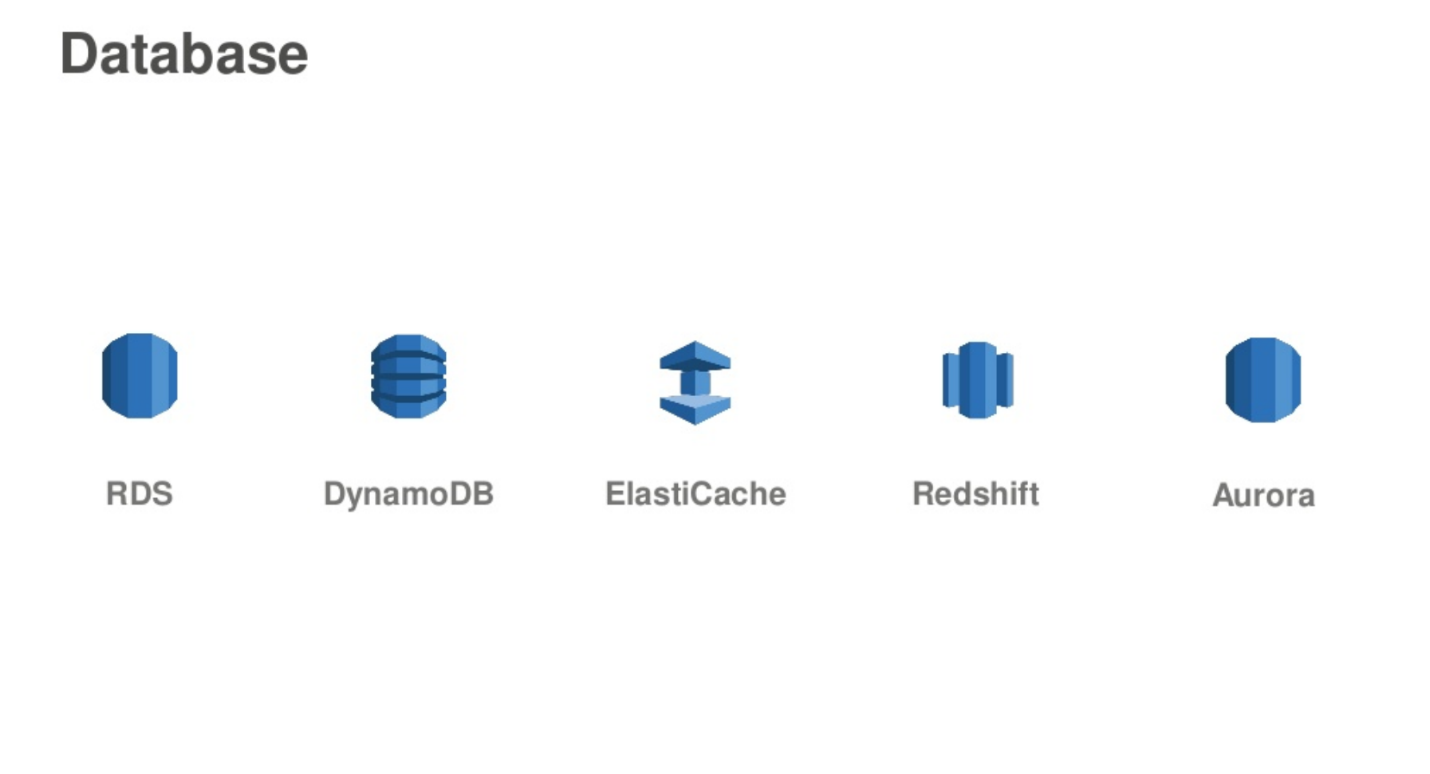 Database
RDS
DynamoDB
ElastiCache
Redshift
Aurora